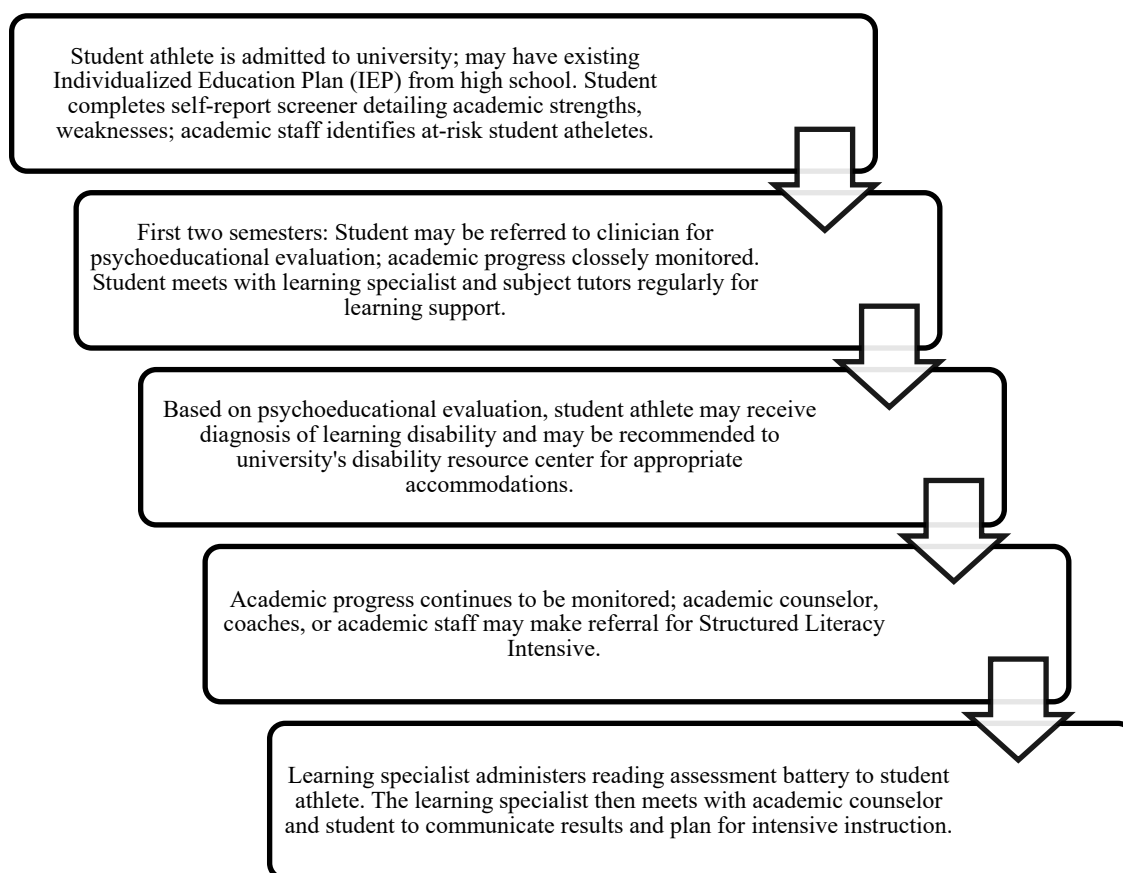 Student athlete is admitted to university; may have existing
Individualized Education Plan (IEP) from high school. Student
completes self-report screener detailing academic strengths,
weaknesses; academic staff identifies at-risk student atheletes.
First two semesters: Student may be referred to clinician for
psychoeducational evaluation; academic progress clossely monitored.
Student meets with learning specialist and subject tutors regularly for
learning support.
Based on psychoeducational evaluation, student athlete may receive
diagnosis of learning disability and may be recommended to
university's disability resource center for appropriate
accommodations.
Academic progress continues to be monitored; academic counselor,
coaches, or academic staff may make referral for Structured Literacy
Intensive.
Learning specialist administers reading assessment battery to student
athlete. The learning specialist then meets with academic counselor
and student to communicate results and plan for intensive instruction.